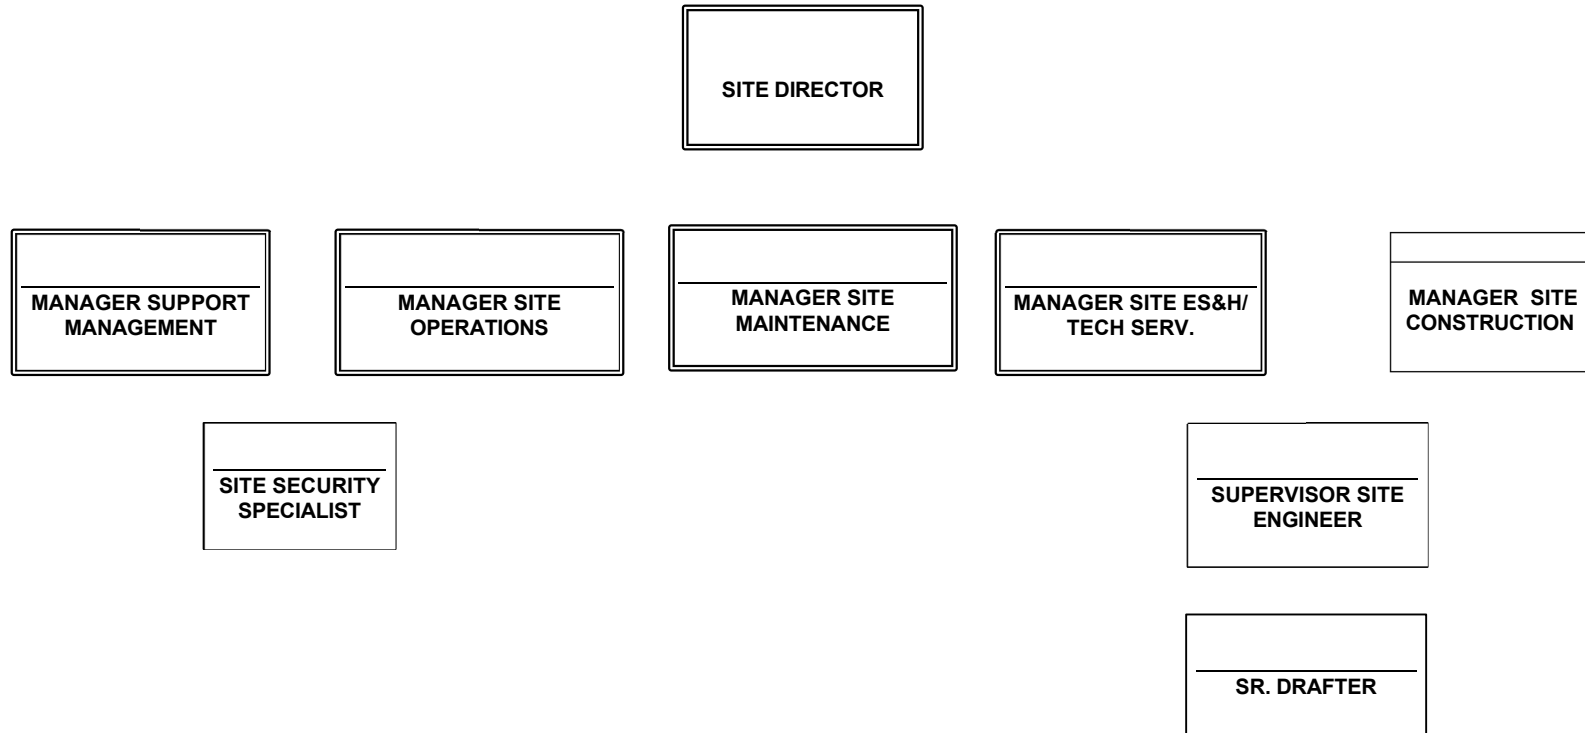 SITE DIRECTOR
MANAGER SUPPORT
MANAGEMENT
MANAGER SITE
OPERATIONS
MANAGER SITE
MAINTENANCE
MANAGER SITE ES&H/
TECH SERV.
MANAGER SITE
CONSTRUCTION
SITE SECURITY
SPECIALIST
SUPERVISOR SITE
ENGINEER
SR. DRAFTER